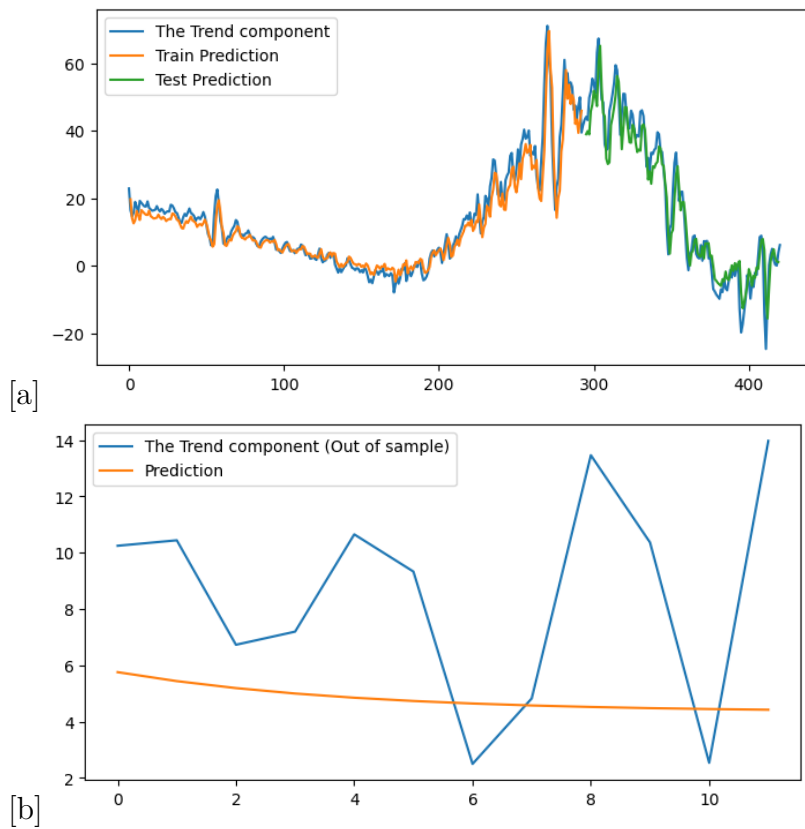 The Trend component
Train Prediction
Test Prediction
60
40
20
0
−20
0 100 200 300 400
[a]
The Trend component (Out of sample)
Prediction
14
12
10
8
6
4
2
0 2 4 6 8 10
[b]